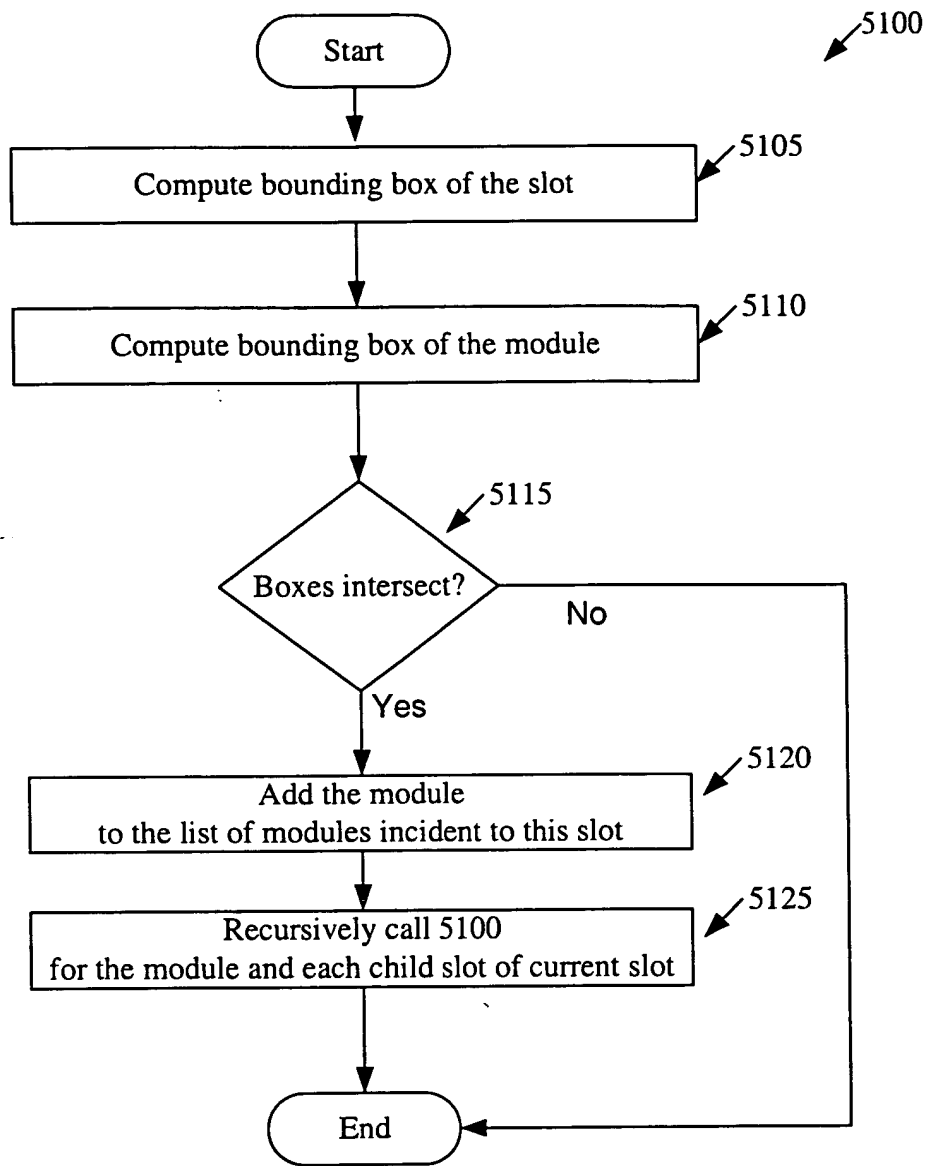 5100
Start
5105
Compute bounding box of the slot
5110
Compute bounding box of the module
5115
Boxes intersect?
No
Yes
5120
Add the module
to the list of modules incident to this slot
5125
Recursively call 5100
for the module and each child slot of current slot
End